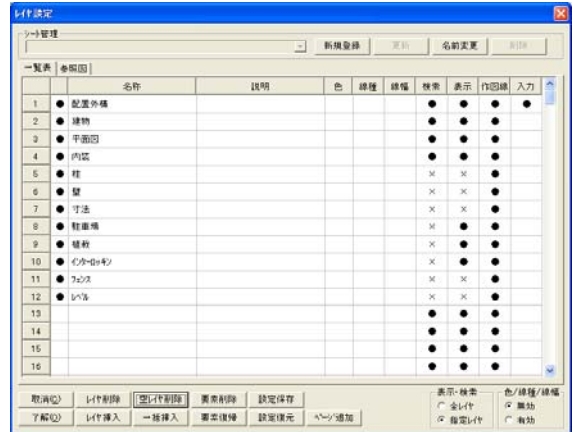 ﾚｲﾔ設定
ｼｰﾄ管理
新規登録 更新 名前変更 削除
一覧表 参照図
名称 説明 色 線種 線幅 検索 表示 作図線 入力
1 ● 配置外構 ● ● ● ●
2 ● 建物 ● ● ●
3 ● 平面図 ● ● ●
4 ● 内装 ● ● ●
5 ● 柱 × × ●
6 ● 壁 × × ●
7 ● 寸法 × × ●
8 ● 駐車場 × ● ●
9 ● 植栽 × ● ●
10 ● ｲﾝﾀｰﾛｯｷﾝ × ● ●
11 ● ﾌｪﾝｽ × × ●
12 ● ﾚﾍﾞﾙ × × ●
13 ● ● ●
14 ● ● ●
15 ● ● ●
16 ● ● ●
取消(C) ﾚｲﾔ削除 空ﾚｲﾔ削除 要素削除 設定保存
了解(O) ﾚｲﾔ挿入 一括挿入 要素復帰 設定復元 ﾍﾟｰｼﾞ追加
表示・検索
全ﾚｲﾔ
指定ﾚｲﾔ
色/線種/線幅
無効
有効